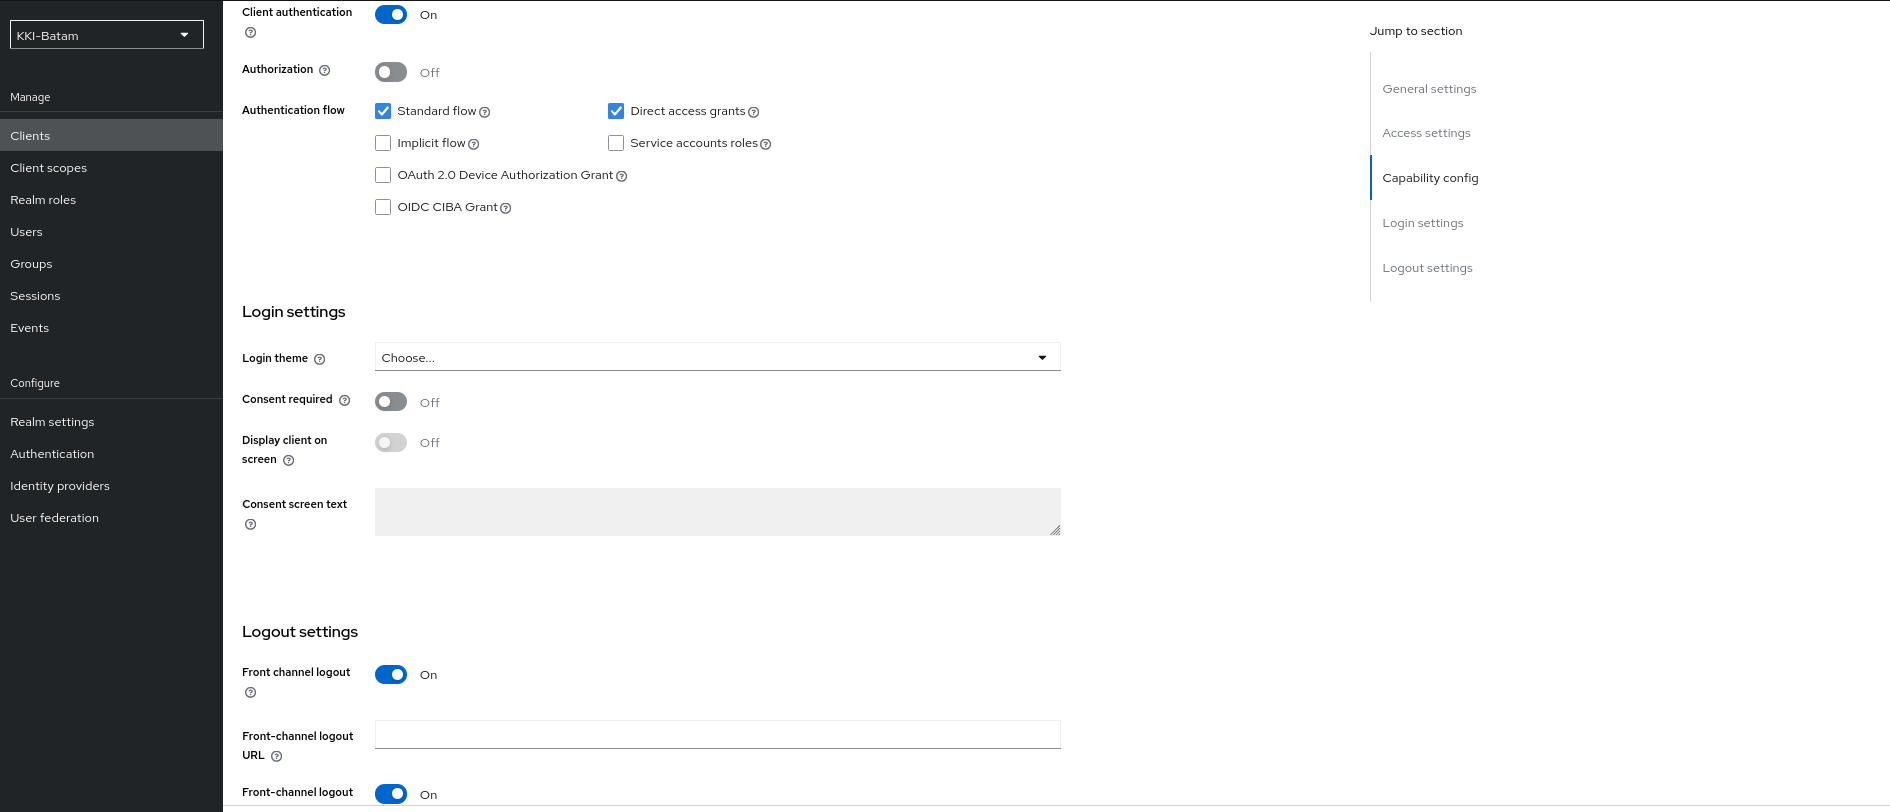 KKI-Batam
Manage
Clients
Client scopes
Realm roles
Users
Groups
Sessions
Events
Configure
Realm settings
Authentication
Identity providers
User federation
Client authentication
On
Authorization
Off
Authentication flow
Standard flow
Direct access grants
Implicit flow
Service accounts roles
OAuth 2.0 Device Authorization Grant
OIDC CIBA Grant
Login settings
Login theme
Choose...
Consent required
Off
Display client on
screen
Off
Consent screen text
Logout settings
Front channel logout
On
Front-channel logout
URL
Front-channel logout
On
Jump to section
General settings
Access settings
Capability config
Login settings
Logout settings